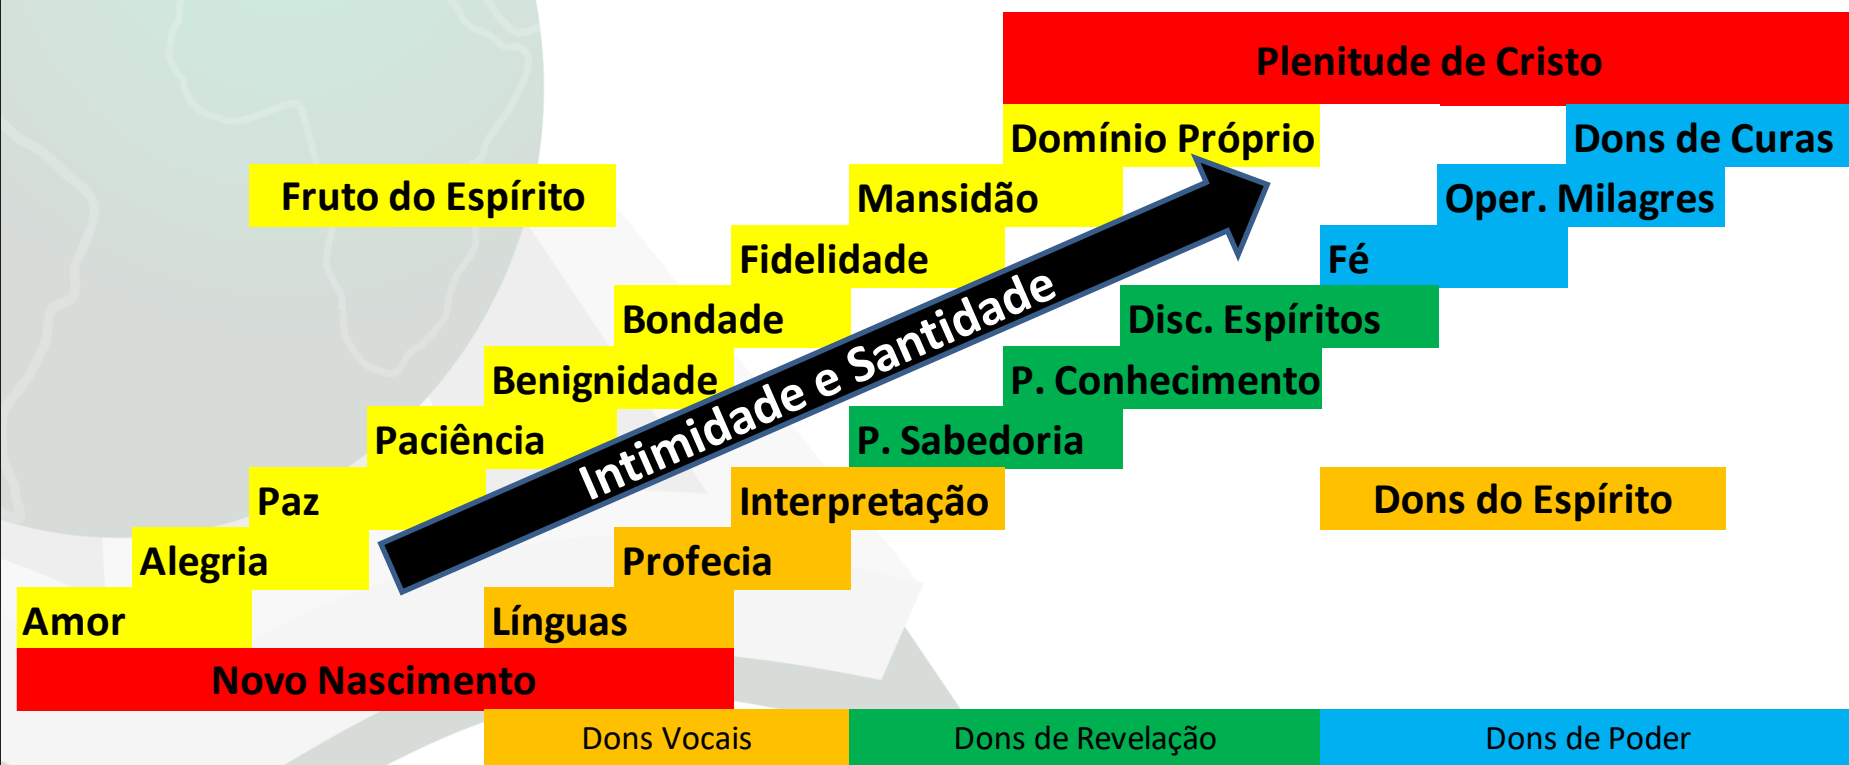 Plenitude de Cristo
Domínio Próprio
Dons de Curas
Fruto do Espírito
Mansidão
Oper. Milagres
Fidelidade
Fé
Bondade
Disc. Espíritos
Intimidade e Santidade
Benignidade
P. Conhecimento
Paciência
P. Sabedoria
Paz
Interpretação
Dons do Espírito
Alegria
Profecia
Amor
Línguas
Novo Nascimento
Dons Vocais
Dons de Revelação
Dons de Poder